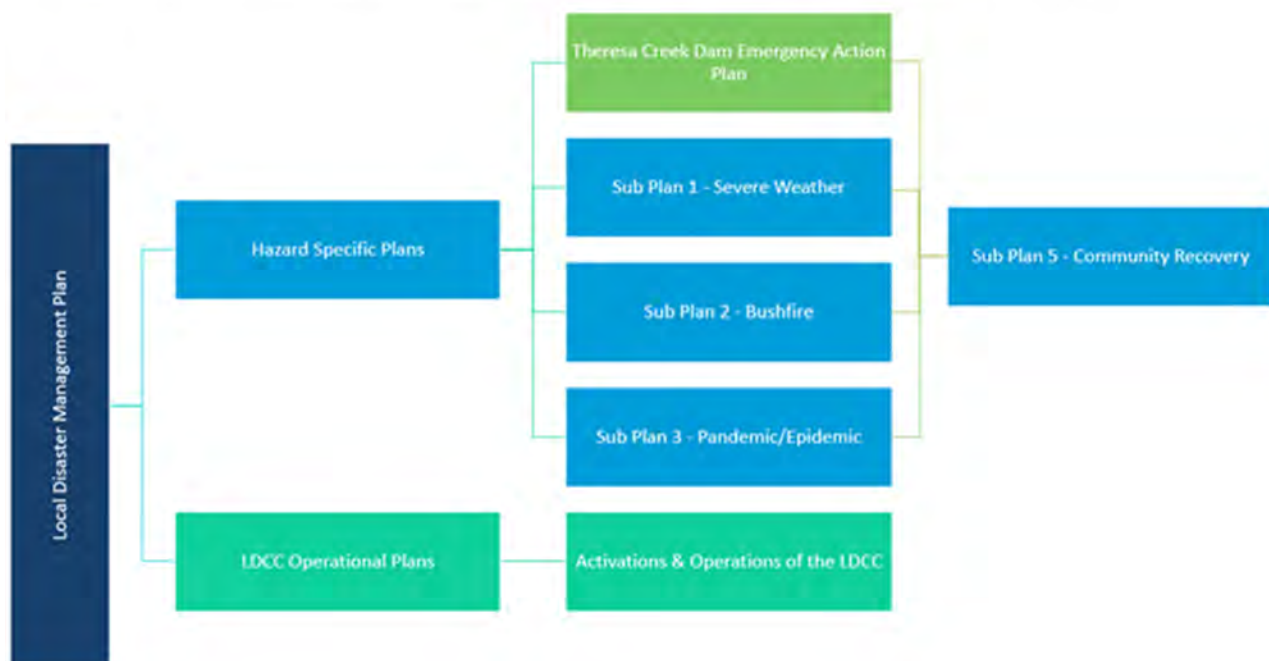 Local Disaster Management Plan
Hazard Specific Plans
LDCC Operational Plans
Theresa Creek Dam Emergency Action
Plan
Sub Plan 1 - Severe Weather
Sub Plan 2 - Bushfire
Sub Plan 3 - Pandemic/Epidemic
Activations & Operations of the LDCC
Sub Plan 5 - Community Recovery